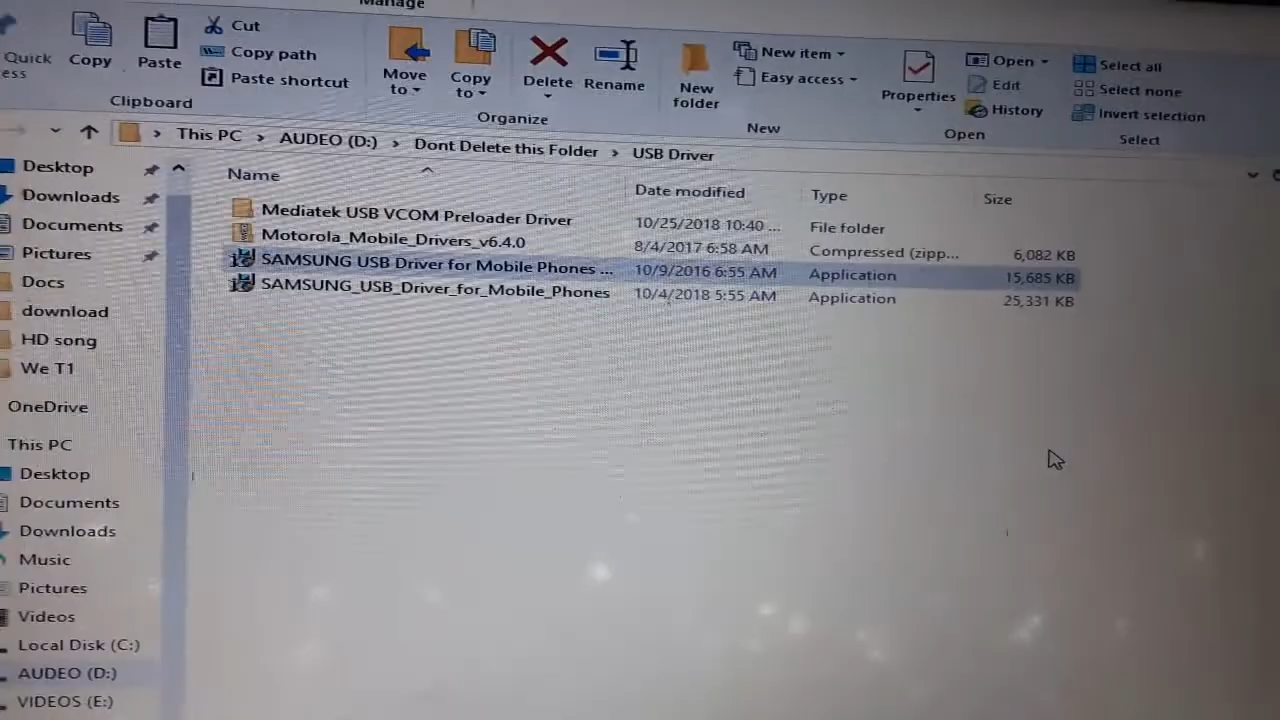 Manage
Quick
ess
Copy
Paste
Cut
Copy path
Paste shortcut
Clipboard
Move
to
Copy
to
Delete
Rename
Organize
New
folder
New item
Easy access
New
Properties
Open
Edit
History
Open
Select all
Select none
Invert selection
Select
This PC > AUDEO (D:) > Dont Delete this Folder > USB Driver
Name Date modified Type Size
Mediatek USB VCOM Preloader Driver 10/25/2018 10:40 ... File folder
Motorola_Mobile_Drivers_v6.4.0 8/4/2017 6:58 AM Compressed (zipp... 6,082 KB
SAMSUNG USB Driver for Mobile Phones ... 10/9/2016 6:55 AM Application 15,685 KB
SAMSUNG_USB_Driver_for_Mobile_Phones 10/4/2018 5:55 AM Application 25,331 KB
Desktop
Downloads
Documents
Pictures
Docs
download
HD song
We T1
OneDrive
This PC
Desktop
Documents
Downloads
Music
Pictures
Videos
Local Disk (C:)
AUDEO (D:)
VIDEOS (E:)